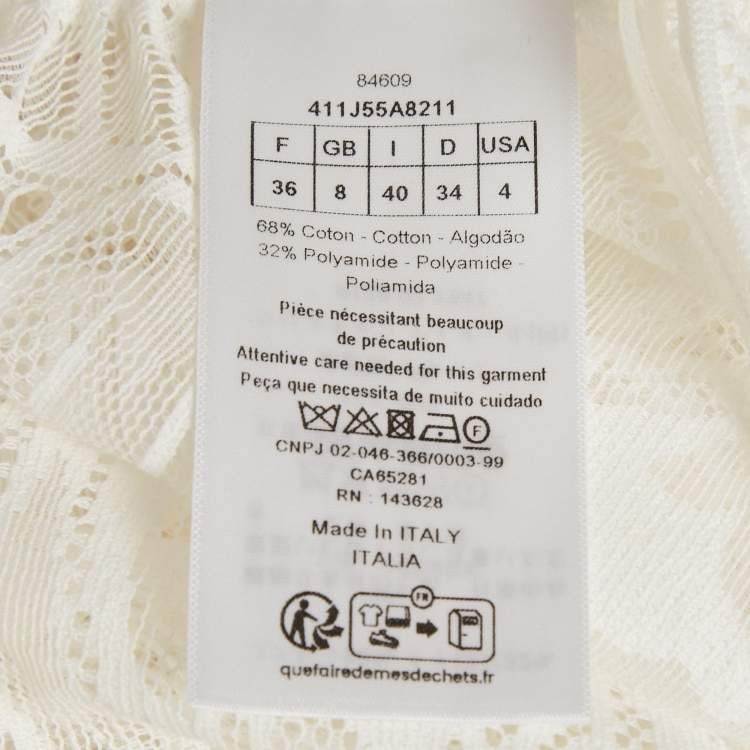 84609
411J55A8211
F GB I D USA
36 8 40 34 4
68% Coton - Cotton - Algodão
32% Polyamide - Polyamide -
Poliamida
Pièce nécessitant beaucoup
de précaution
Attentive care needed for this garment
Peça que necessita de muito cuidado
F
CNPJ 02-046-366/0003-99
CA65281
RN : 143628
Made In ITALY
ITALIA
FR
quefairedemesdechets.fr